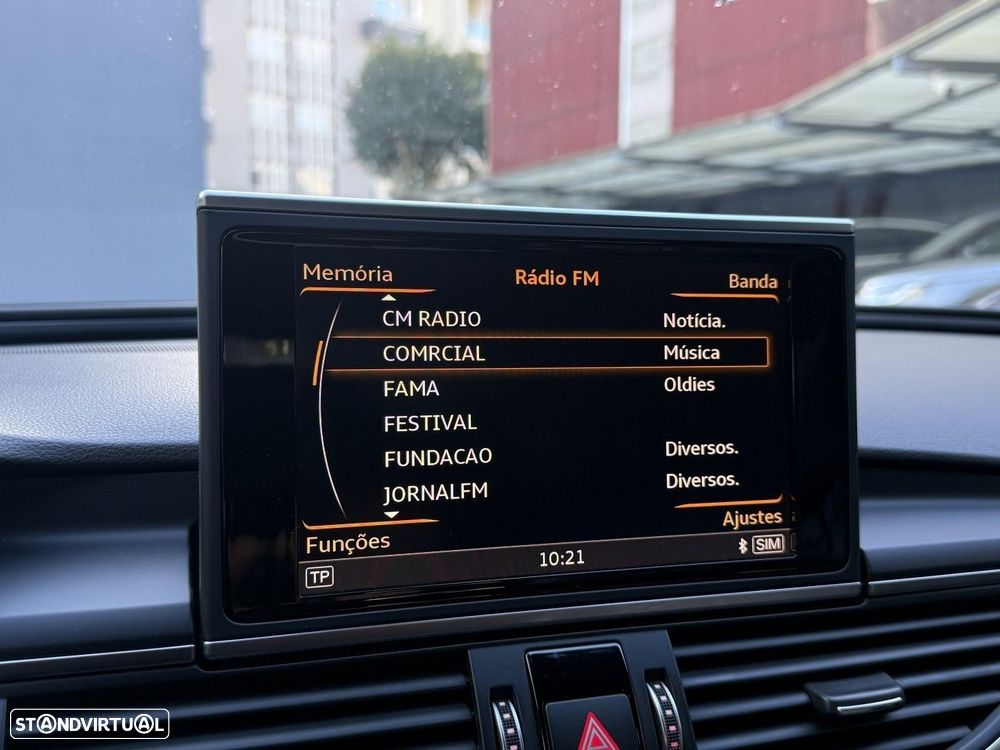 Memória Rádio FM Banda
CM RADIO Notícia.
COMRCIAL Música
FAMA Oldies
FESTIVAL
FUNDACAO Diversos.
JORNALFM Diversos.
Funções Ajustes
TP 10:21 SIM
STANDVIRTUAL